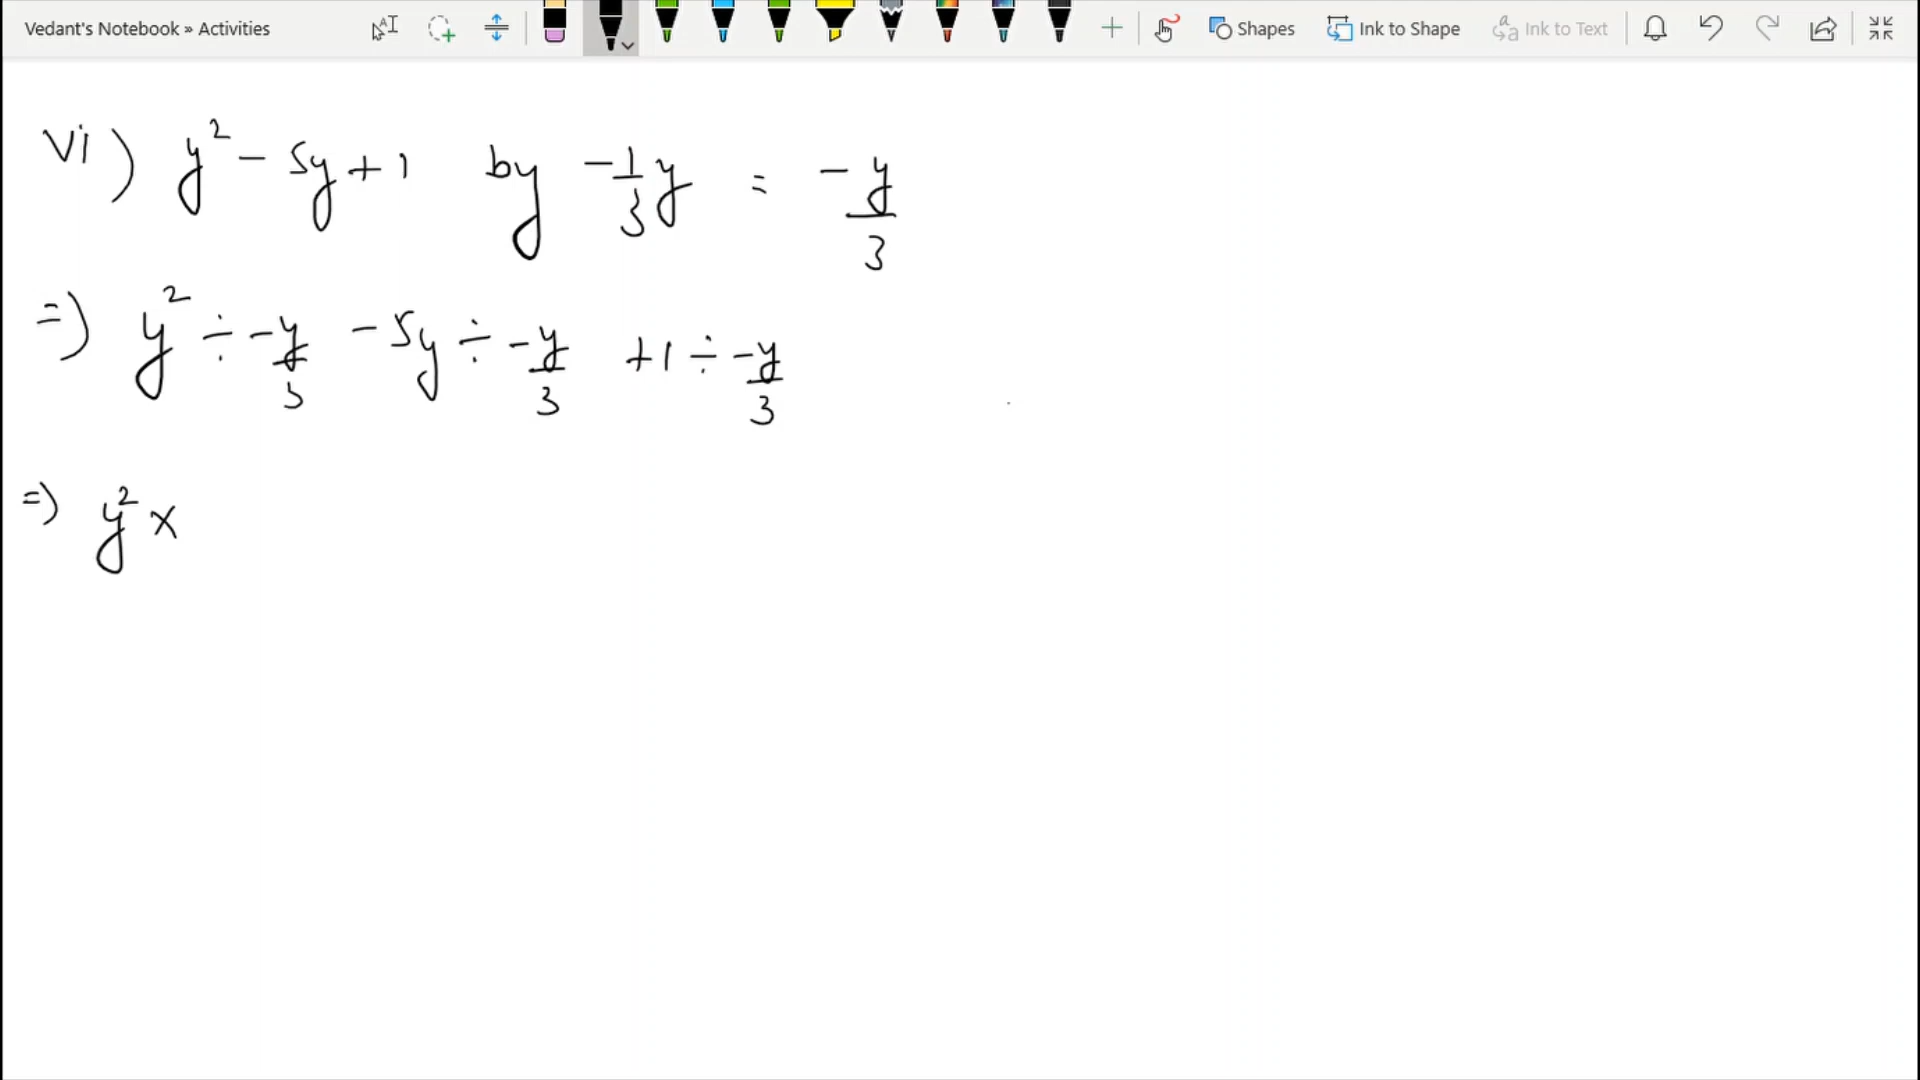 Vedant's Notebook » Activities Shapes Ink to Shape Ink to Text
vi) y² - 5y + 1 by -1/3 y = -y/3
=) y² ÷ -y/3 - 5y ÷ -y/3 + 1 ÷ -y/3
=) y² x